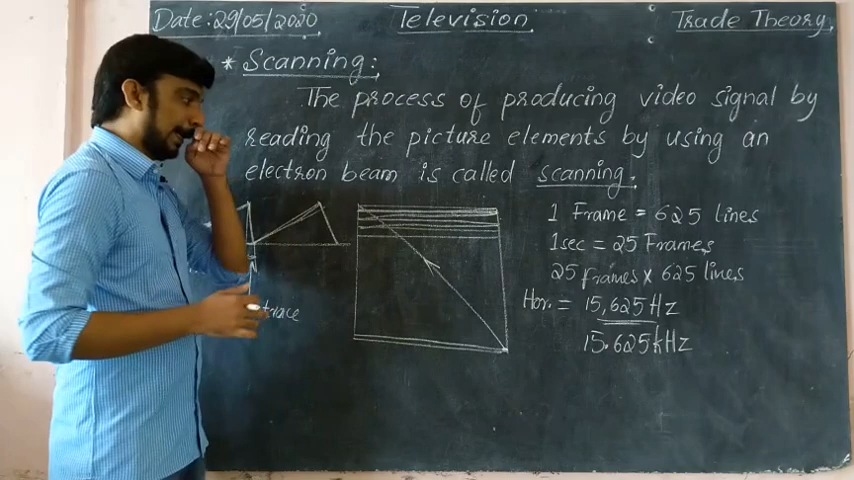 Date: 29/05/2020
Television
Trade Theory
* Scanning:
The process of producing video signal by
reading the picture elements by using an
electron beam is called scanning.
1 Frame = 625 lines
1sec = 25 Frames
25 frames x 625 lines
Hor. = 15,625 Hz
15.625 kHz
trace